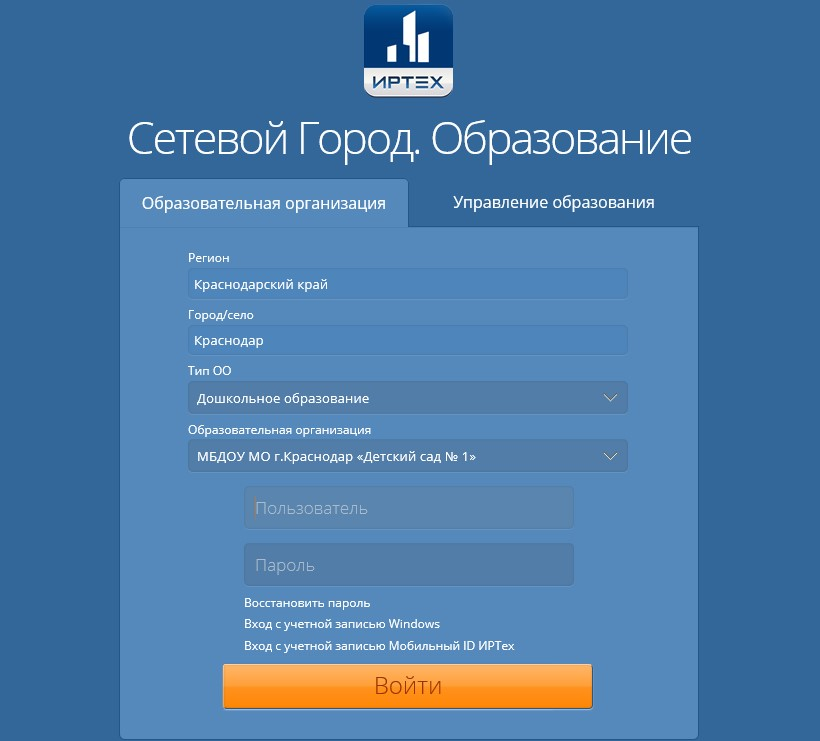 ИРТЕХ
Сетевой Город. Образование
Образовательная организация
Управление образования
Регион
Краснодарский край
Город/село
Краснодар
Тип ОО
Дошкольное образование
Образовательная организация
МБДОУ МО г.Краснодар «Детский сад № 1»
Пользователь
Пароль
Восстановить пароль
Вход с учетной записью Windows
Вход с учетной записью Мобильный ID ИРТех
Войти